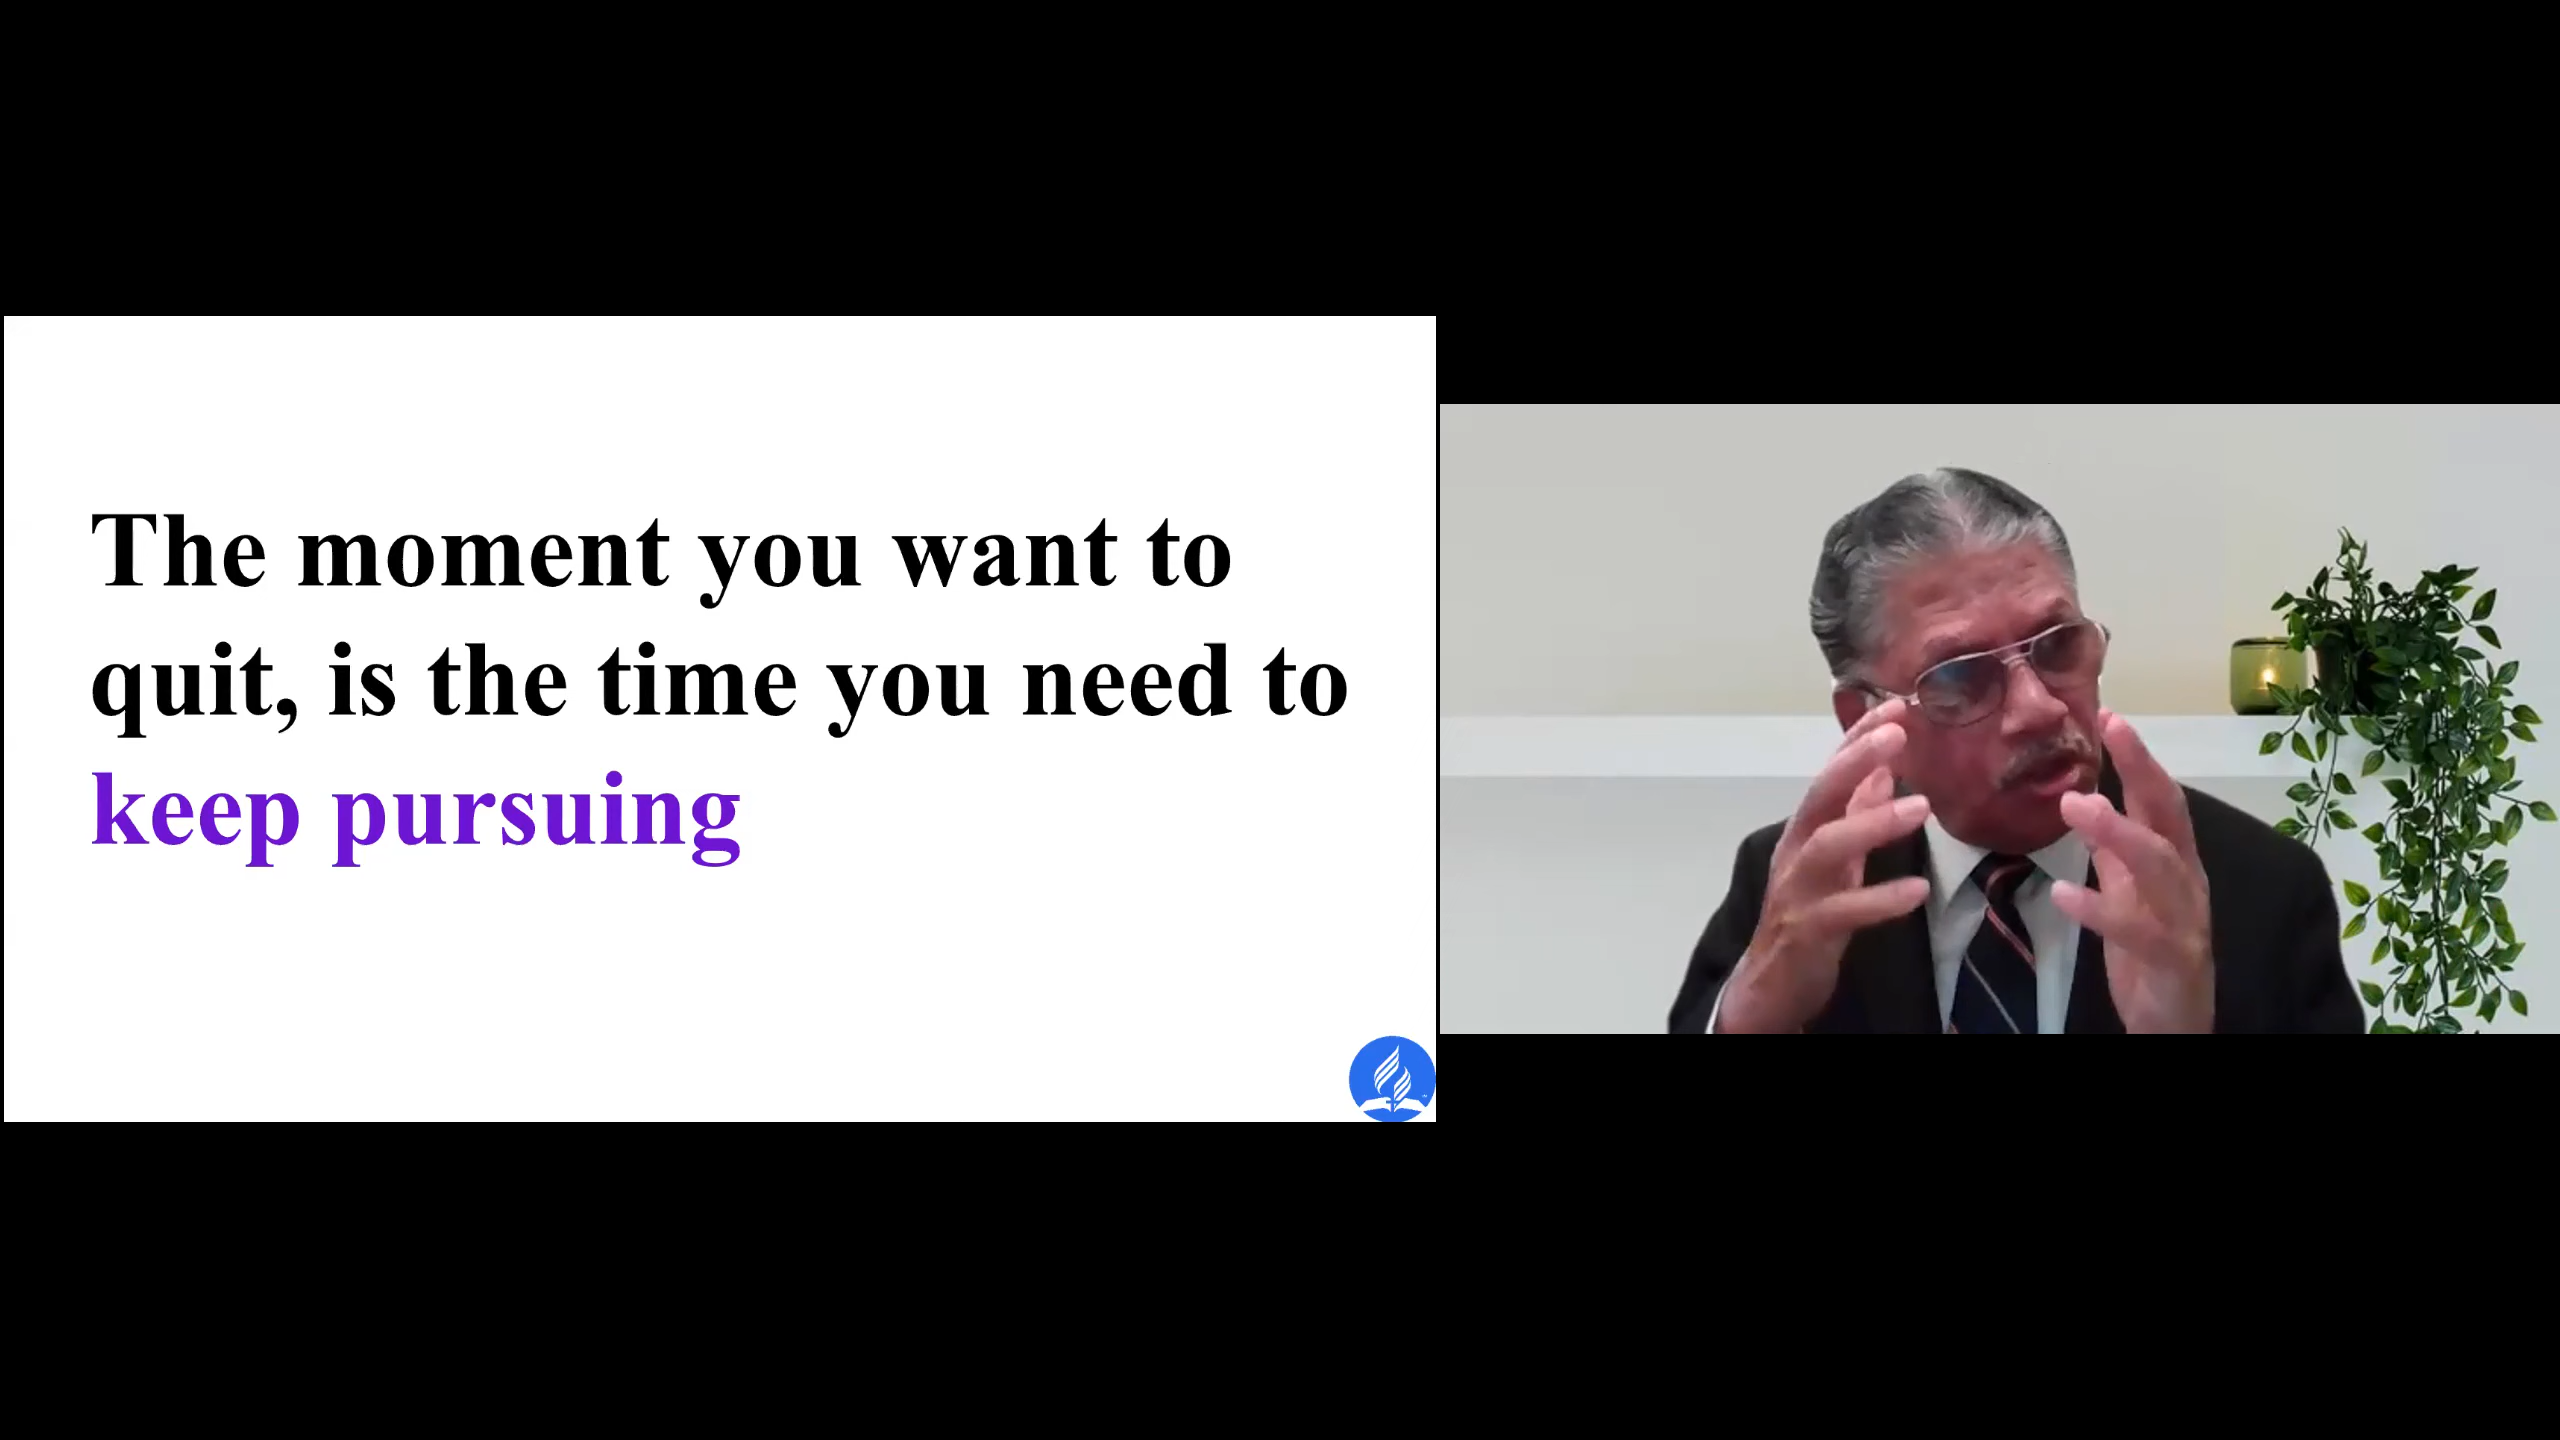 The moment you want to
quit, is the time you need to
keep pursuing